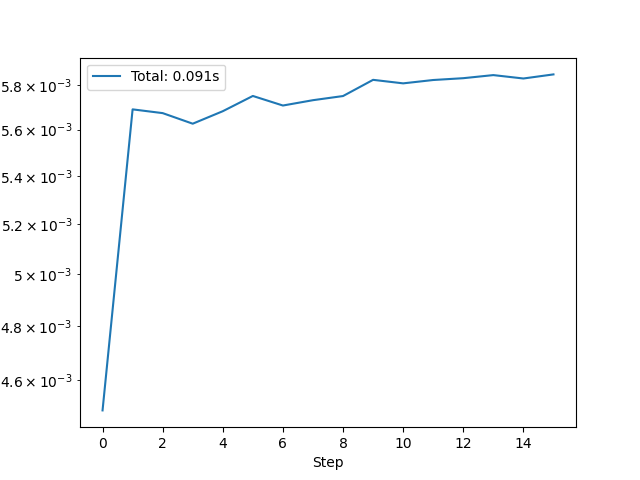 Total: 0.091s
5.8 × 10⁻³
5.6 × 10⁻³
5.4 × 10⁻³
5.2 × 10⁻³
5 × 10⁻³
4.8 × 10⁻³
4.6 × 10⁻³
0 2 4 6 8 10 12 14
Step